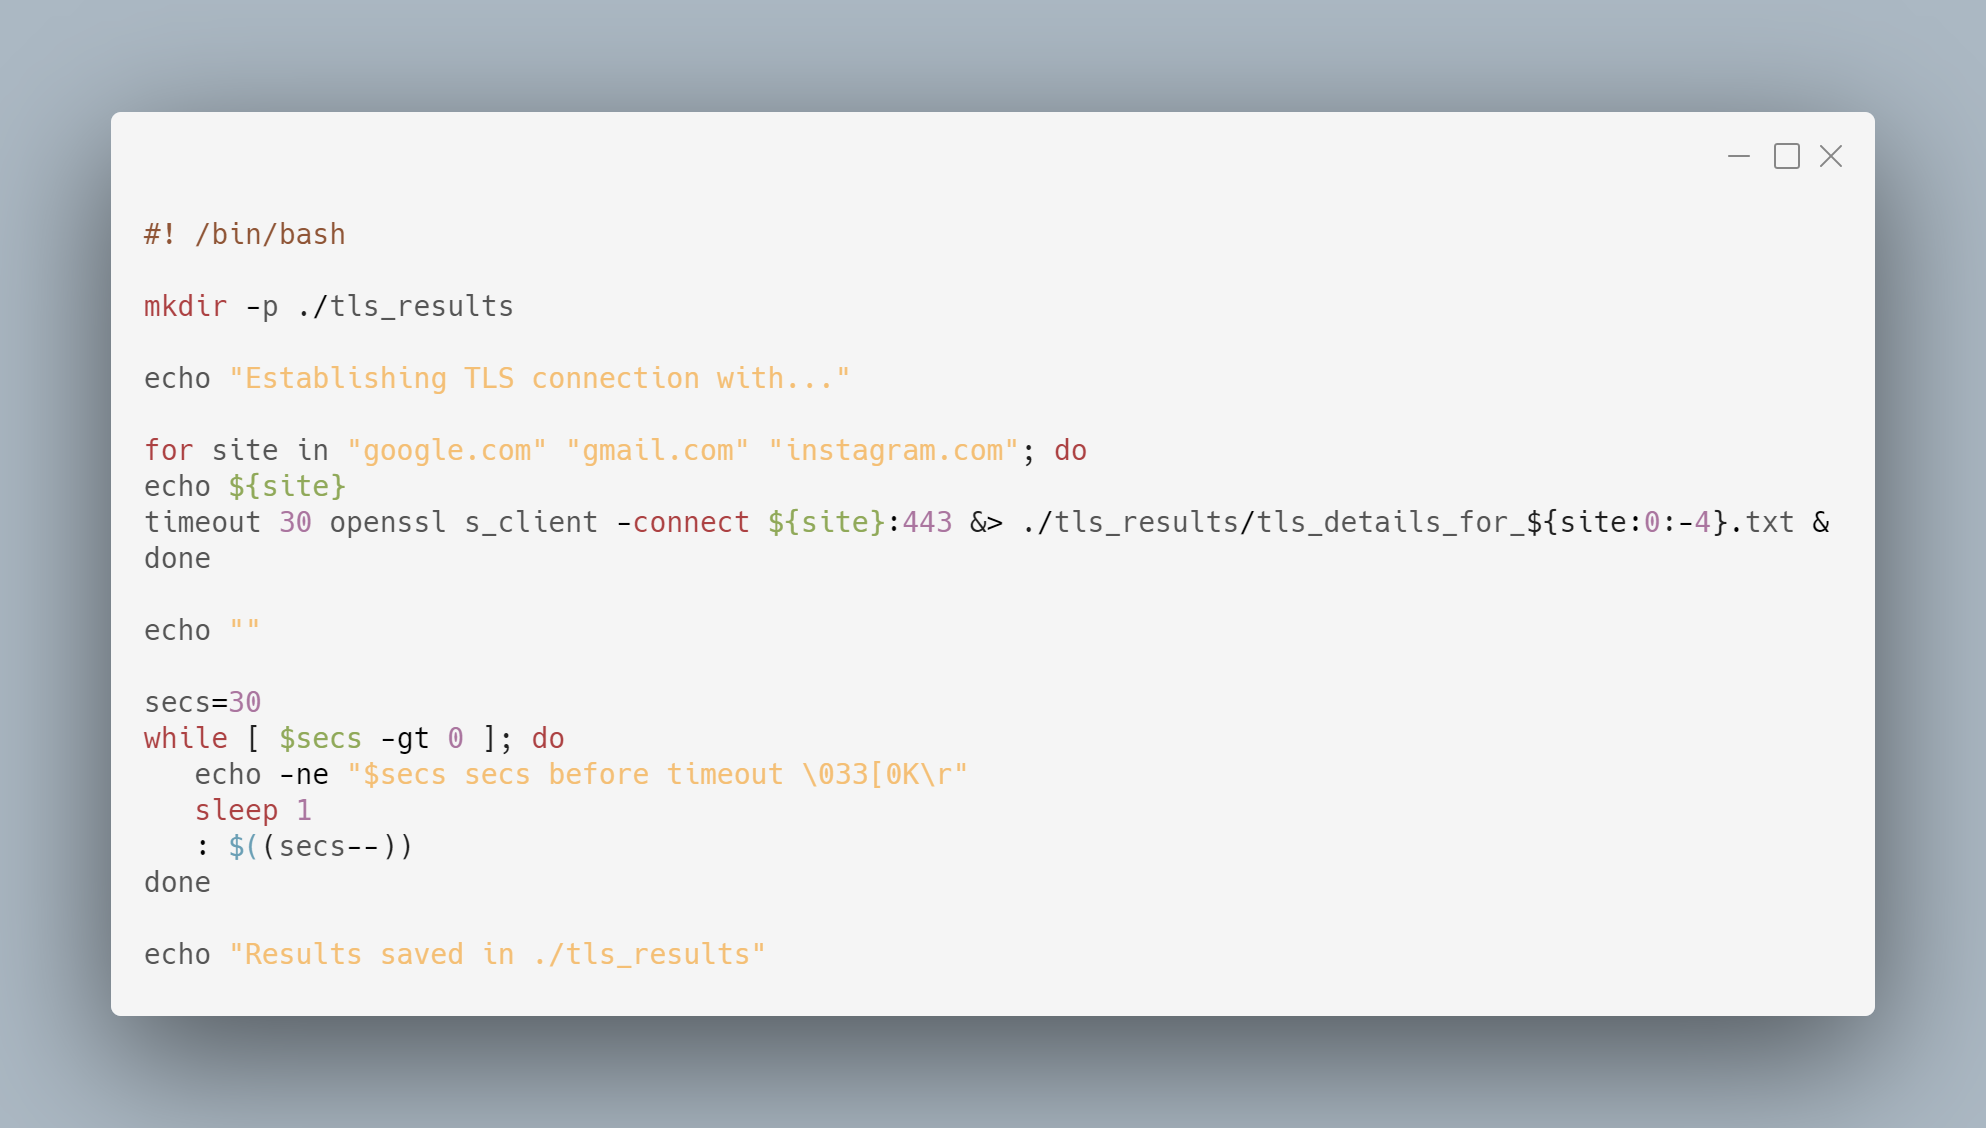 #! /bin/bash

mkdir -p ./tls_results

echo "Establishing TLS connection with..."

for site in "google.com" "gmail.com" "instagram.com"; do
echo ${site}
timeout 30 openssl s_client -connect ${site}:443 &> ./tls_results/tls_details_for_${site:0:-4}.txt &
done

echo ""

secs=30
while [ $secs -gt 0 ]; do
   echo -ne "$secs secs before timeout \033[0K\r"
   sleep 1
   : $((secs--))
done

echo "Results saved in ./tls_results"